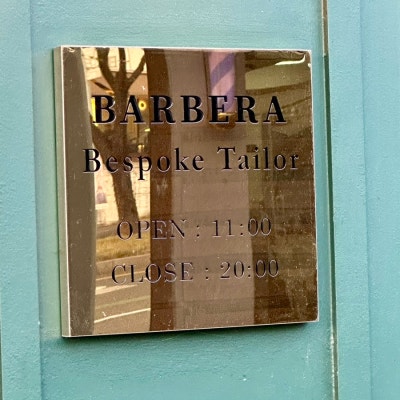 BARBERA
Bespoke Tailor
OPEN : 11:00
CLOSE : 20:00